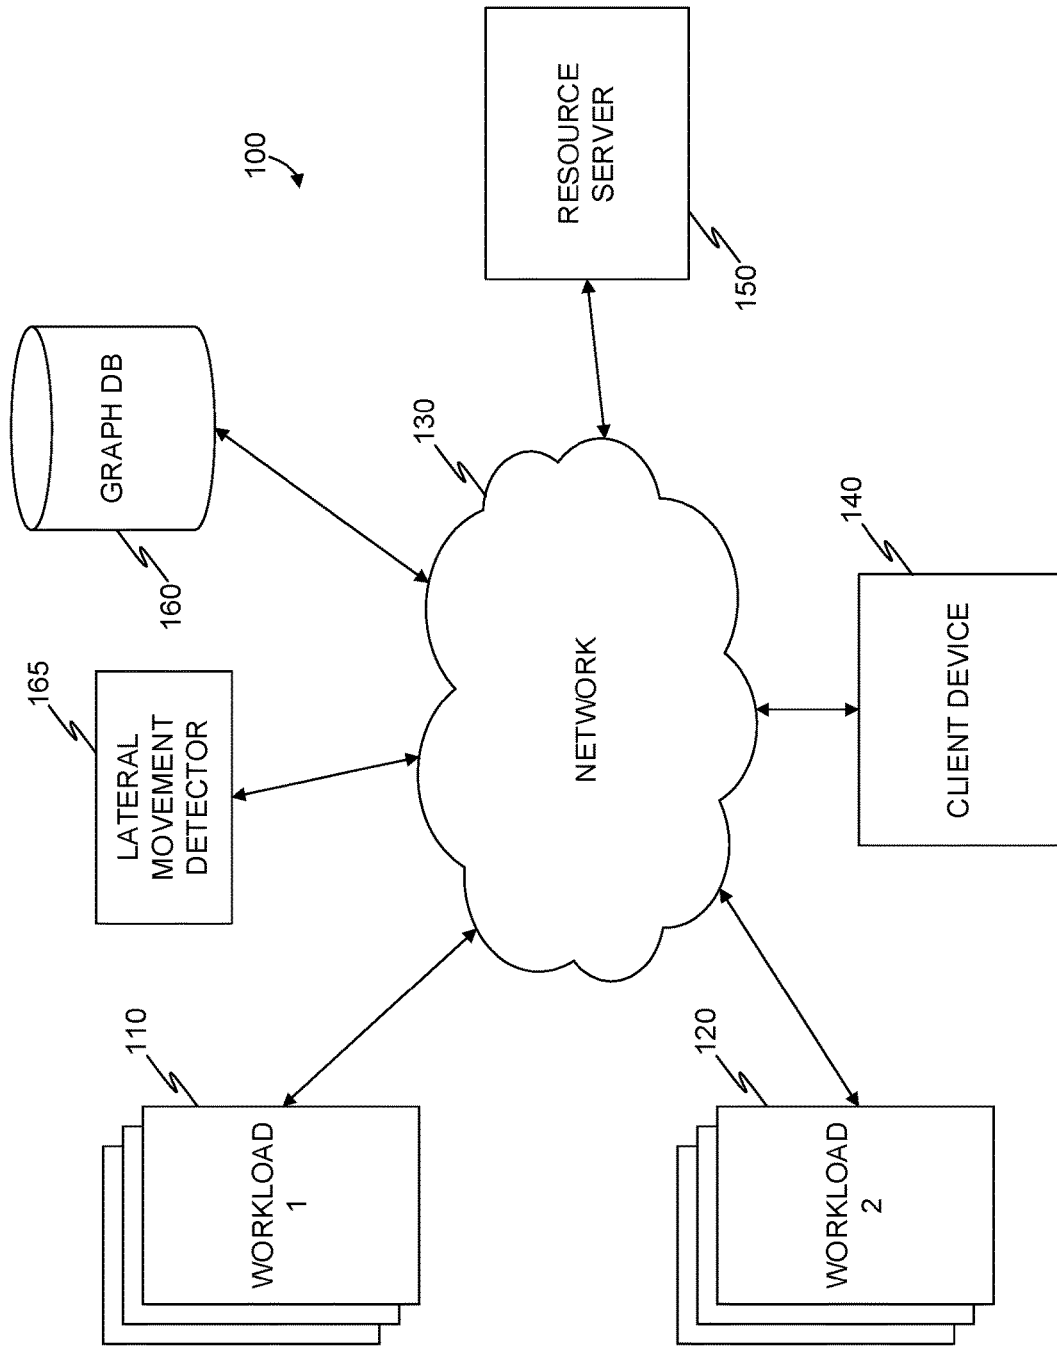 100
LATERAL
MOVEMENT
DETECTOR
165
GRAPH DB
160
WORKLOAD
1
110
NETWORK
130
RESOURCE
SERVER
150
WORKLOAD
2
120
CLIENT DEVICE
140